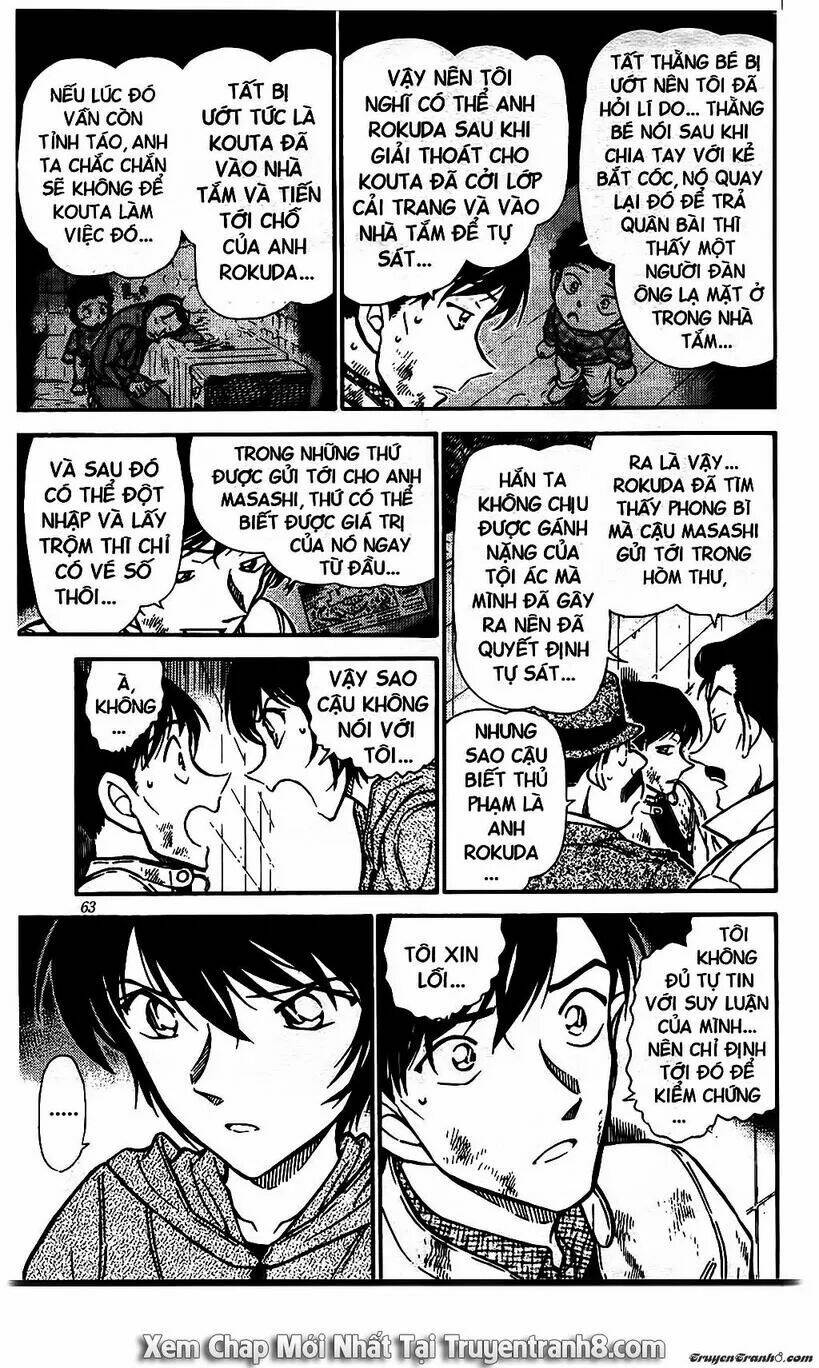 TẤT THẰNG BÉ BỊ
ƯỚT NÊN TÔI ĐÃ
HỎI LÍ DO... THẰNG
BÉ NÓI SAU KHI
CHIA TAY VỚI KẺ
BẮT CÓC, NÓ QUAY
LẠI ĐÓ ĐỂ TRẢ
QUÂN BÀI THÌ
THẤY MỘT
NGƯỜI ĐÀN
ÔNG LẠ MẶT Ở
TRONG NHÀ
TẮM...
VẬY NÊN TÔI
NGHĨ CÓ THỂ ANH
ROKUDA SAU KHI
GIẢI THOÁT CHO
KOUTA ĐÃ CỞI LỚP
CẢI TRANG VÀ VÀO
NHÀ TẮM ĐỂ TỰ
SÁT...
TẤT BỊ
ƯỚT TỨC LÀ
KOUTA ĐÃ
VÀO NHÀ
TẮM VÀ TIẾN
TỚI CHỖ
CỦA ANH
ROKUDA...
NẾU LÚC ĐÓ
VẪN CÒN
TỈNH TÁO, ANH
TA CHẮC CHẮN
SẼ KHÔNG ĐỂ
KOUTA LÀM
VIỆC ĐÓ...
RA LÀ VẬY...
ROKUDA ĐÃ TÌM
THẤY PHONG BÌ
MÀ CẬU MASASHI
GỬI TỚI TRONG
HÒM THƯ,
HẮN TA
KHÔNG CHỊU
ĐƯỢC GÁNH
NẶNG CỦA
TỘI ÁC MÀ
MÌNH ĐÃ GÂY
RA NÊN ĐÃ
QUYẾT ĐỊNH
TỰ SÁT...
NHƯNG
SAO CẬU
BIẾT THỦ
PHẠM LÀ
ANH
ROKUDA
...
TRONG NHỮNG THỨ
ĐƯỢC GỬI TỚI CHO ANH
MASASHI, THỨ CÓ THỂ
BIẾT ĐƯỢC GIÁ TRỊ
CỦA NÓ NGAY
TỪ ĐẦU...
VÀ SAU ĐÓ
CÓ THỂ ĐỘT
NHẬP VÀ LẤY
TRỘM THÌ CHỈ
CÓ VÉ SỐ
THÔI...
VẬY SAO
CẬU KHÔNG
NÓI VỚI
TÔI...
À,
KHÔNG
...
63
TÔI
KHÔNG
ĐỦ TỰ TIN
VỚI SUY LUẬN
CỦA MÌNH...
NÊN CHỈ ĐỊNH
TỚI ĐÓ ĐỂ
KIỂM CHỨNG
...
TÔI XIN
LỖI...
......
Xem Chap Mới Nhất Tại Truyentranh8.com
TruyenTranh8.com